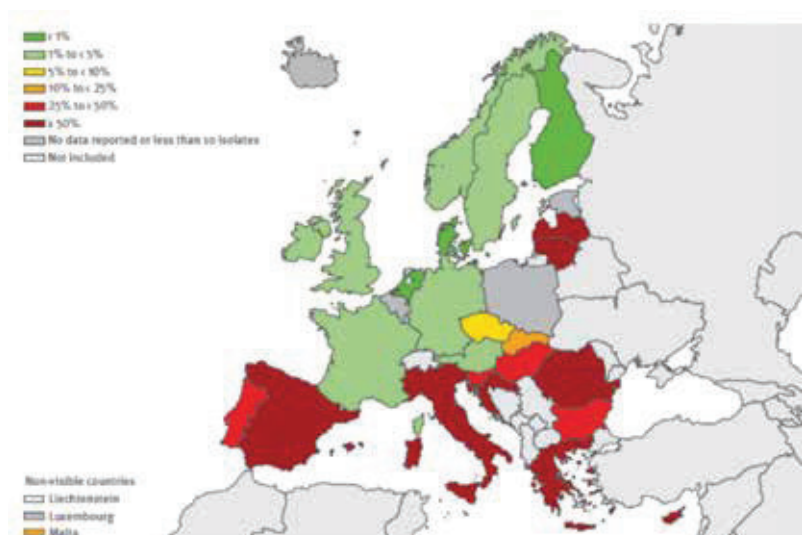 < 1%
1% to < 5%
5% to < 10%
10% to < 25%
25% to < 50%
≥ 50%
No data reported or less than 10 isolates
Not included
Non-visible countries
Liechtenstein
Luxembourg
Malta